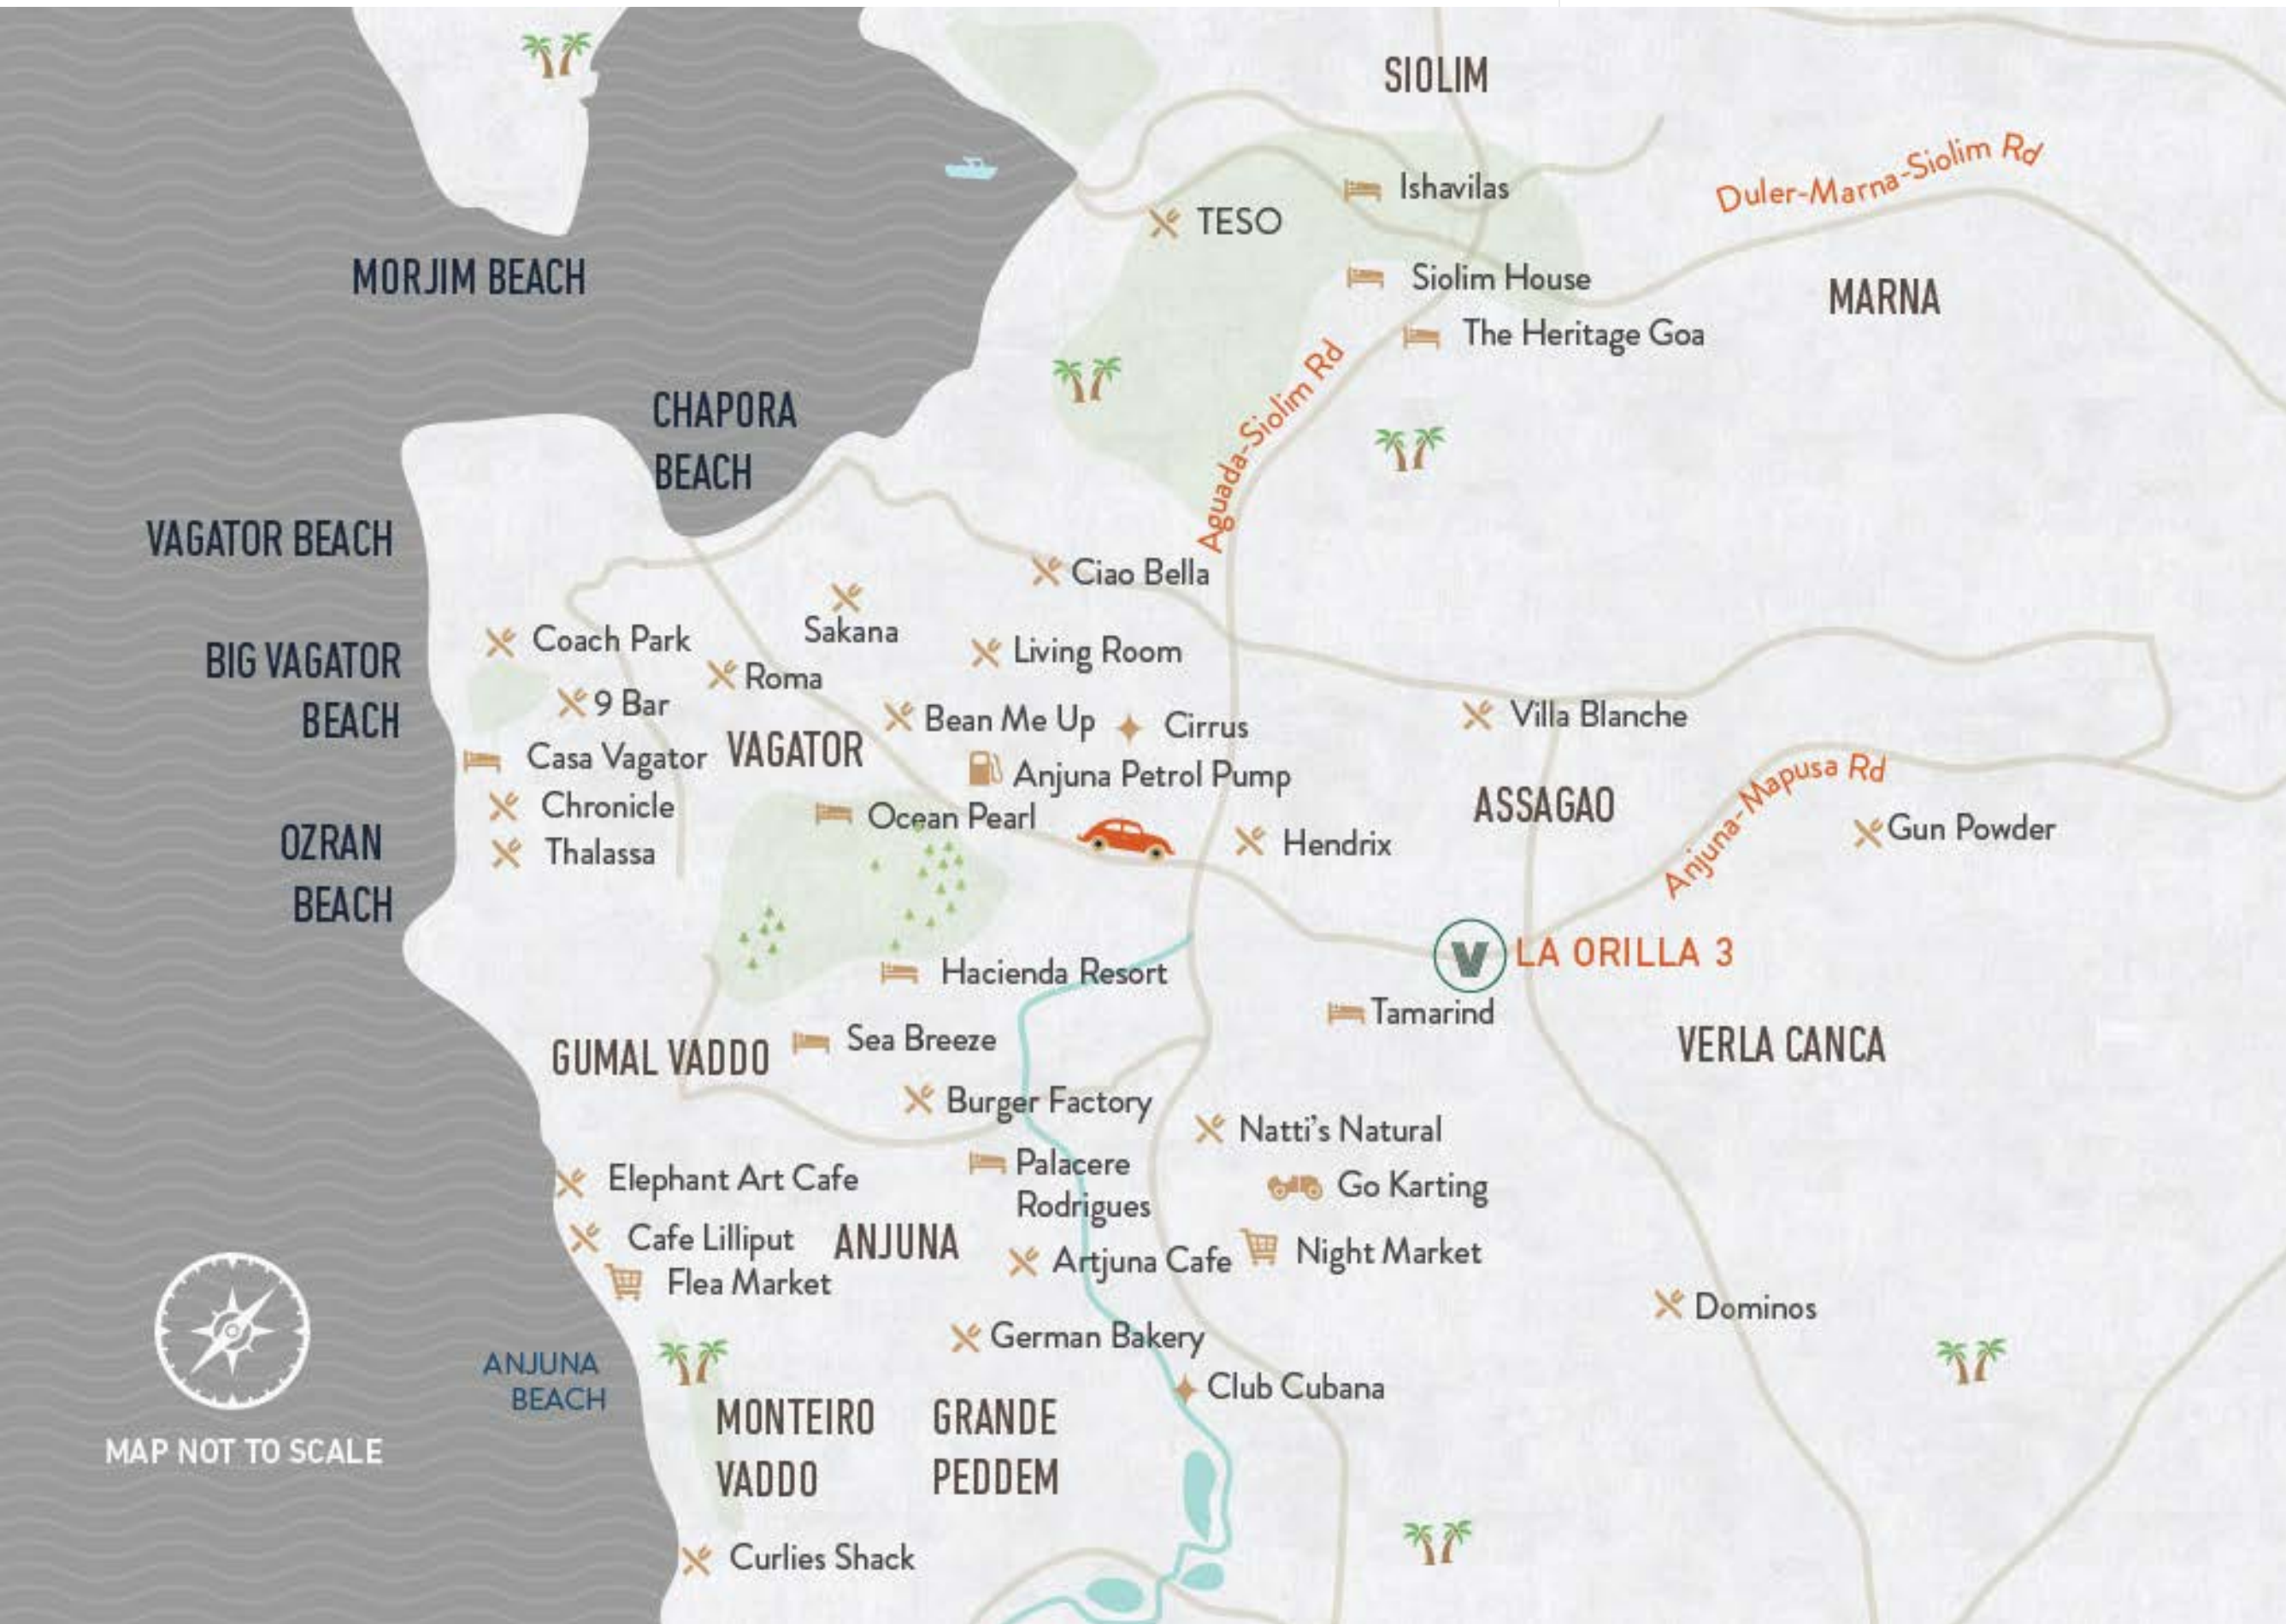 SIOLIM
Duler-Marna-Siolim Rd
Ishavilas
TESO
MORJIM BEACH
Siolim House
MARNA
The Heritage Goa
Aguada-Siolim Rd
CHAPORA
BEACH
VAGATOR BEACH
Ciao Bella
Sakana
Coach Park
Living Room
BIG VAGATOR
BEACH
Roma
9 Bar
Bean Me Up
Cirrus
Villa Blanche
Casa Vagator
VAGATOR
Anjuna Petrol Pump
Anjuna-Mapusa Rd
ASSAGAO
Chronicle
Ocean Pearl
Gun Powder
OZRAN
BEACH
Thalassa
Hendrix
V LA ORILLA 3
Hacienda Resort
Tamarind
GUMAL VADDO
Sea Breeze
VERLA CANCA
Burger Factory
Natti's Natural
Elephant Art Cafe
Palacere
Rodrigues
Go Karting
Cafe Lilliput
ANJUNA
Artjuna Cafe
Night Market
Flea Market
Dominos
German Bakery
ANJUNA
BEACH
Club Cubana
MONTEIRO
VADDO
GRANDE
PEDDEM
MAP NOT TO SCALE
Curlies Shack